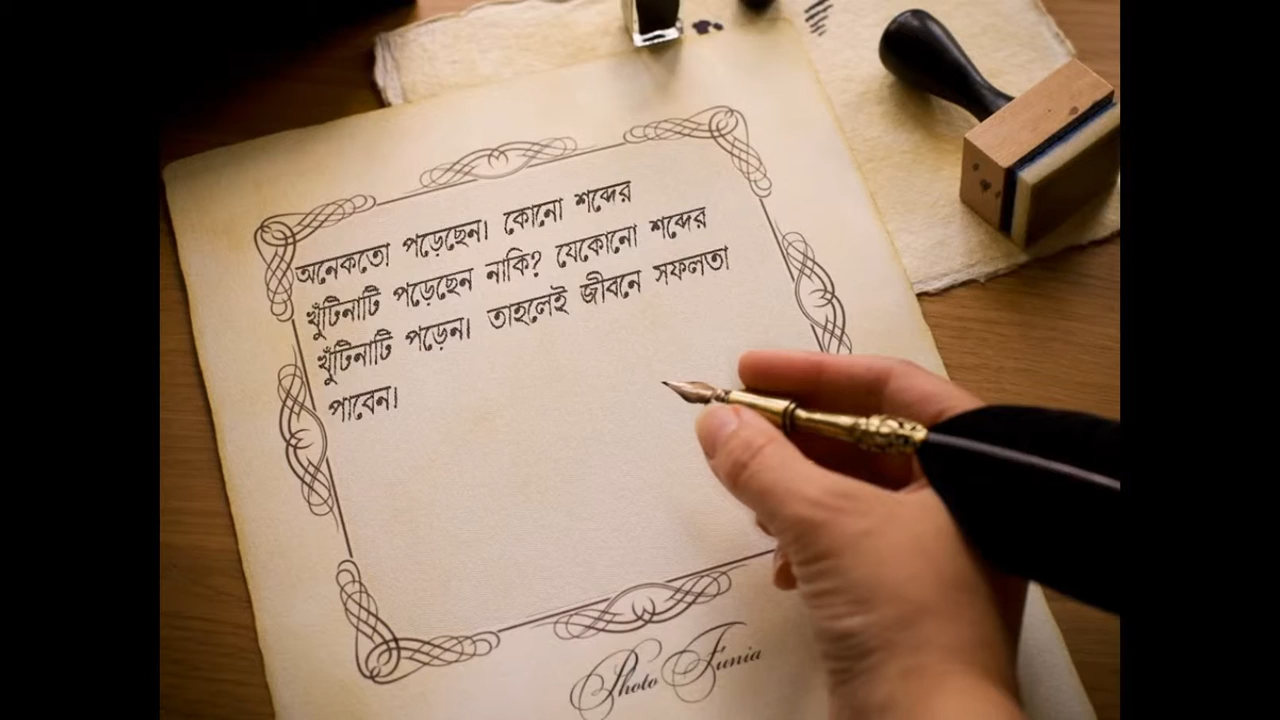 অনেকতো পড়েছেন। কোনো শব্দের
খুঁটিনাটি পড়েছেন নাকি? যেকোনো শব্দের
খুঁটিনাটি পড়েন। তাহলেই জীবনে সফলতা
পাবেন।
Photo Funia